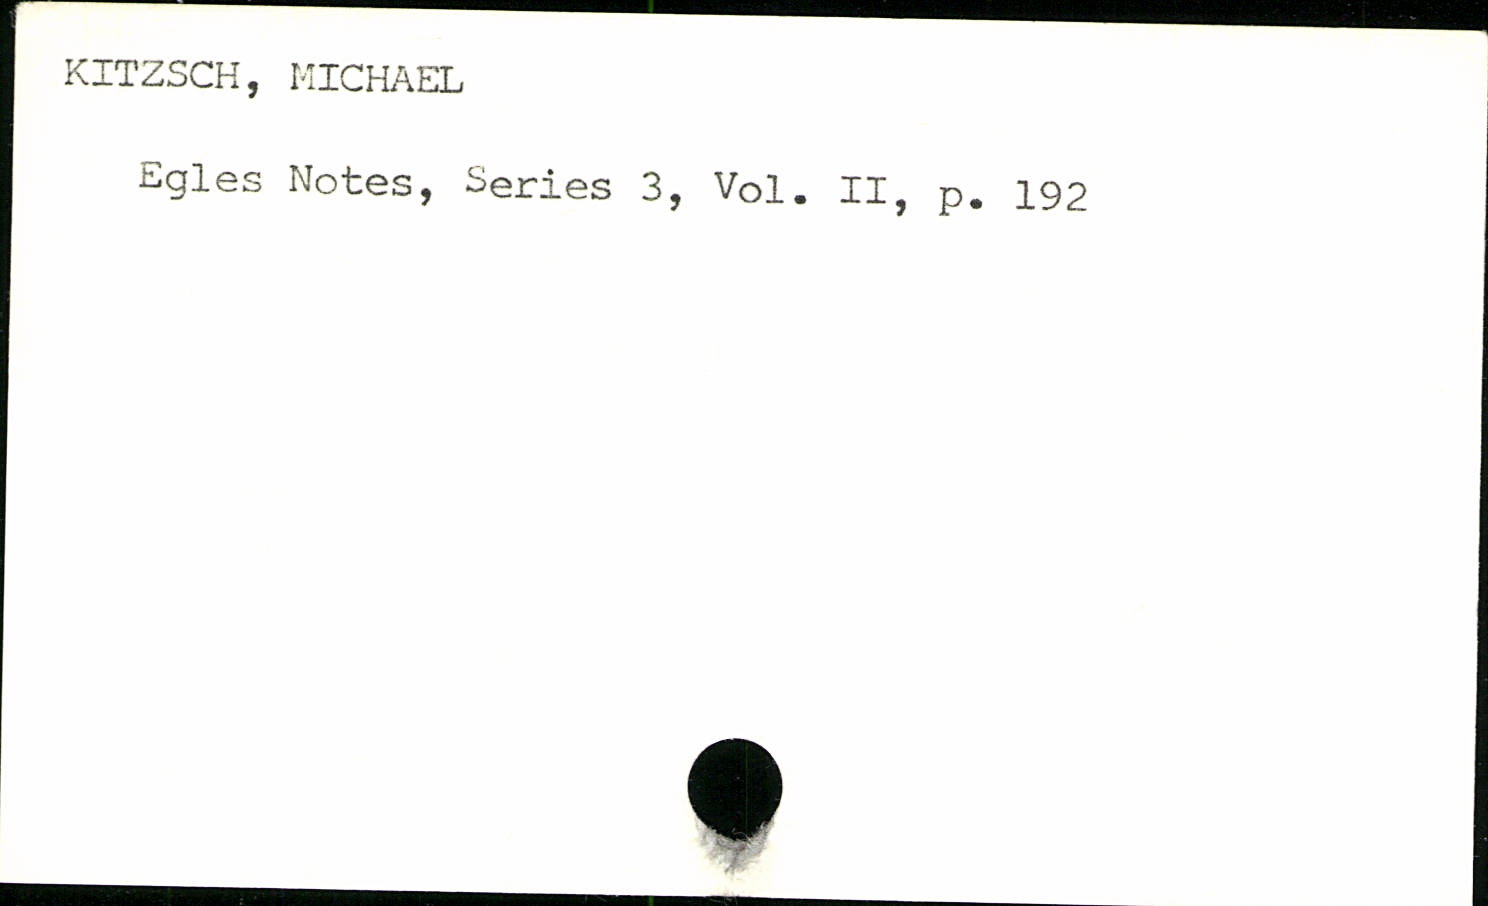 KITZSCH, MICHAEL
Egles Notes, Series 3, Vol. II, p. 192